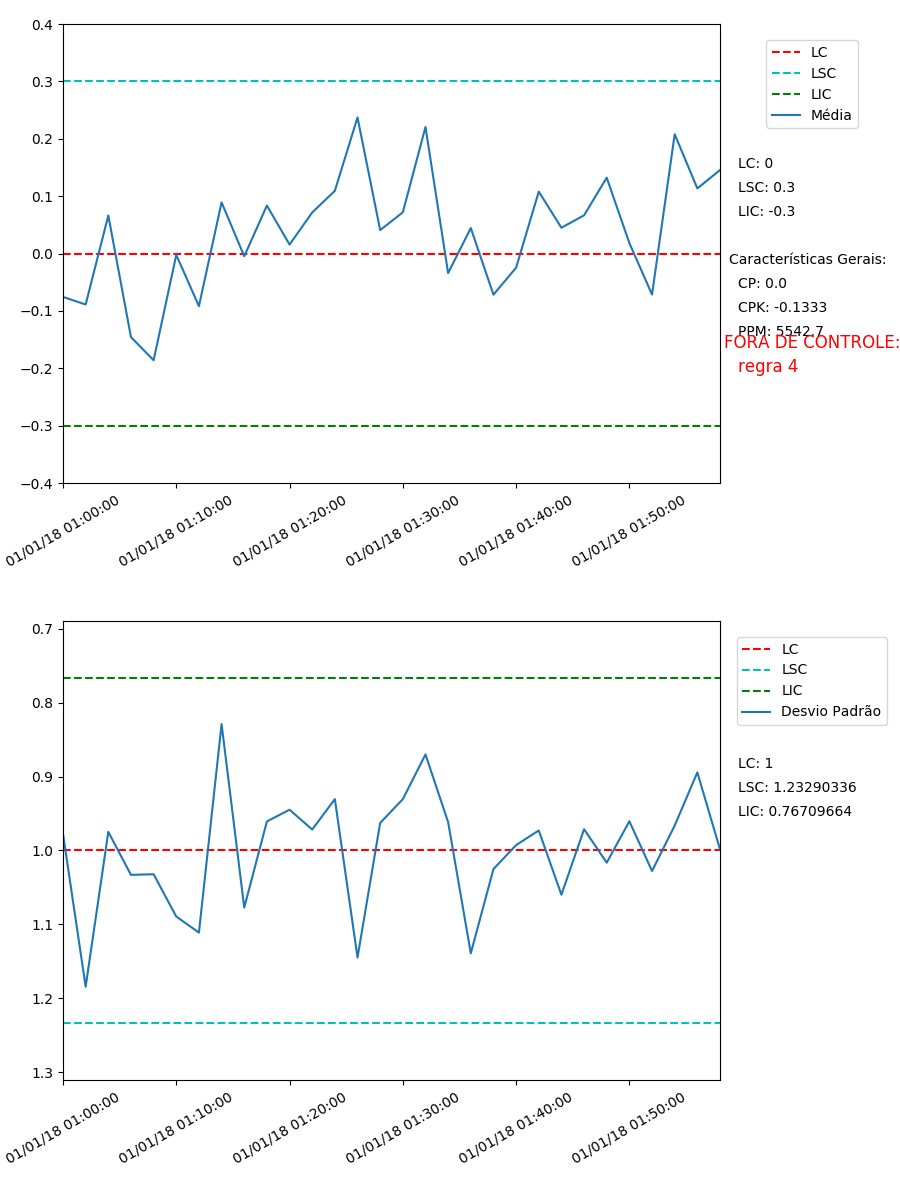 0.4
0.3
0.2
0.1
0.0
−0.1
−0.2
−0.3
−0.4
01/01/18 01:00:00
01/01/18 01:10:00
01/01/18 01:20:00
01/01/18 01:30:00
01/01/18 01:40:00
01/01/18 01:50:00
LC
LSC
LIC
Média
LC: 0
LSC: 0.3
LIC: -0.3
Características Gerais:
CP: 0.0
CPK: -0.1333
PPM: 5542.7
FORA DE CONTROLE:
regra 4
0.7
0.8
0.9
1.0
1.1
1.2
1.3
01/01/18 01:00:00
01/01/18 01:10:00
01/01/18 01:20:00
01/01/18 01:30:00
01/01/18 01:40:00
01/01/18 01:50:00
LC
LSC
LIC
Desvio Padrão
LC: 1
LSC: 1.23290336
LIC: 0.76709664